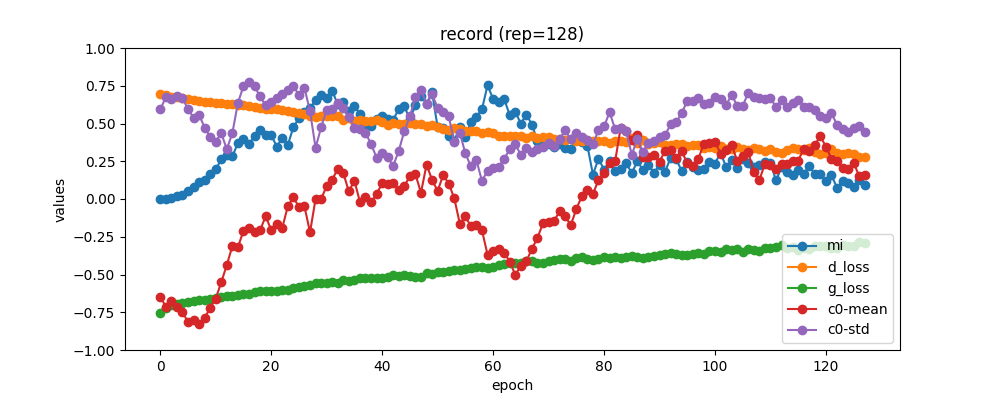 record (rep=128)
1.00
0.75
0.50
0.25
0.00
−0.25
−0.50
−0.75
−1.00
values
0
20
40
60
80
100
120
epoch
mi
d_loss
g_loss
c0-mean
c0-std